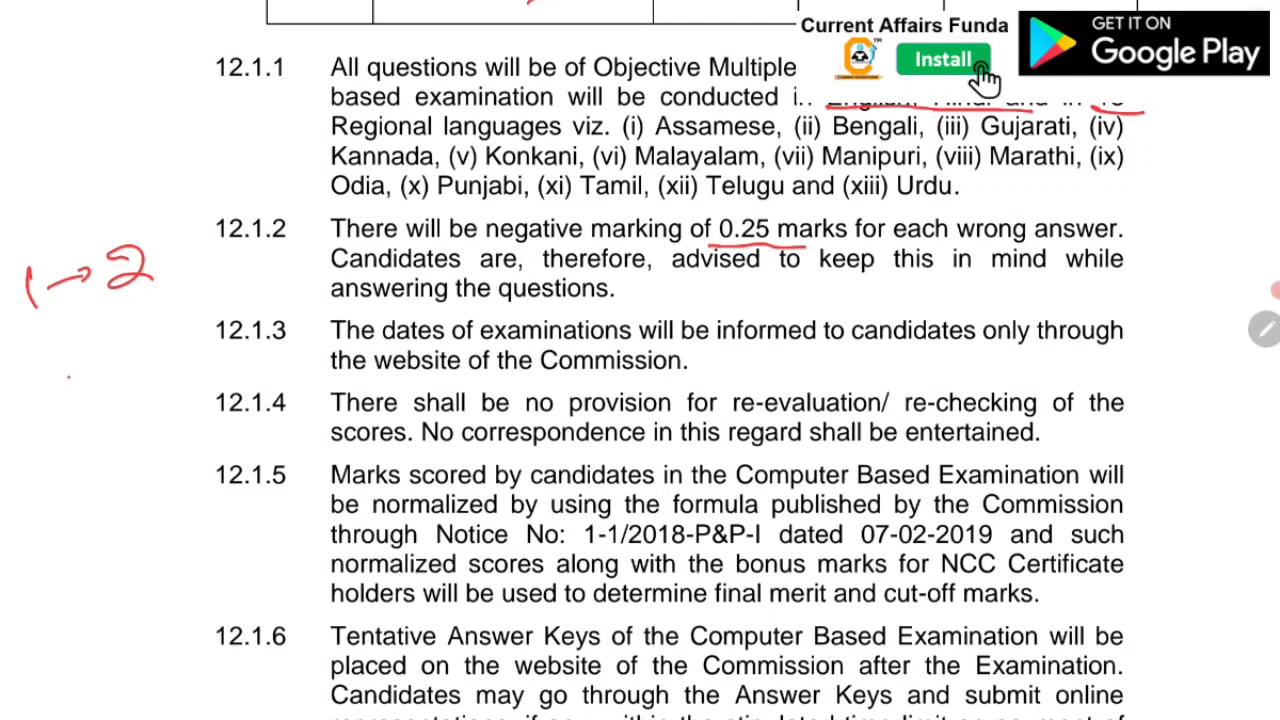 Current Affairs Funda
Install
GET IT ON
Google Play
12.1.1 All questions will be of Objective Multiple
based examination will be conducted in English, Hindi and in
Regional languages viz. (i) Assamese, (ii) Bengali, (iii) Gujarati, (iv)
Kannada, (v) Konkani, (vi) Malayalam, (vii) Manipuri, (viii) Marathi, (ix)
Odia, (x) Punjabi, (xi) Tamil, (xii) Telugu and (xiii) Urdu.
12.1.2 There will be negative marking of 0.25 marks for each wrong answer.
Candidates are, therefore, advised to keep this in mind while
answering the questions.
1→2
12.1.3 The dates of examinations will be informed to candidates only through
the website of the Commission.
12.1.4 There shall be no provision for re-evaluation/ re-checking of the
scores. No correspondence in this regard shall be entertained.
12.1.5 Marks scored by candidates in the Computer Based Examination will
be normalized by using the formula published by the Commission
through Notice No: 1-1/2018-P&P-I dated 07-02-2019 and such
normalized scores along with the bonus marks for NCC Certificate
holders will be used to determine final merit and cut-off marks.
12.1.6 Tentative Answer Keys of the Computer Based Examination will be
placed on the website of the Commission after the Examination.
Candidates may go through the Answer Keys and submit online